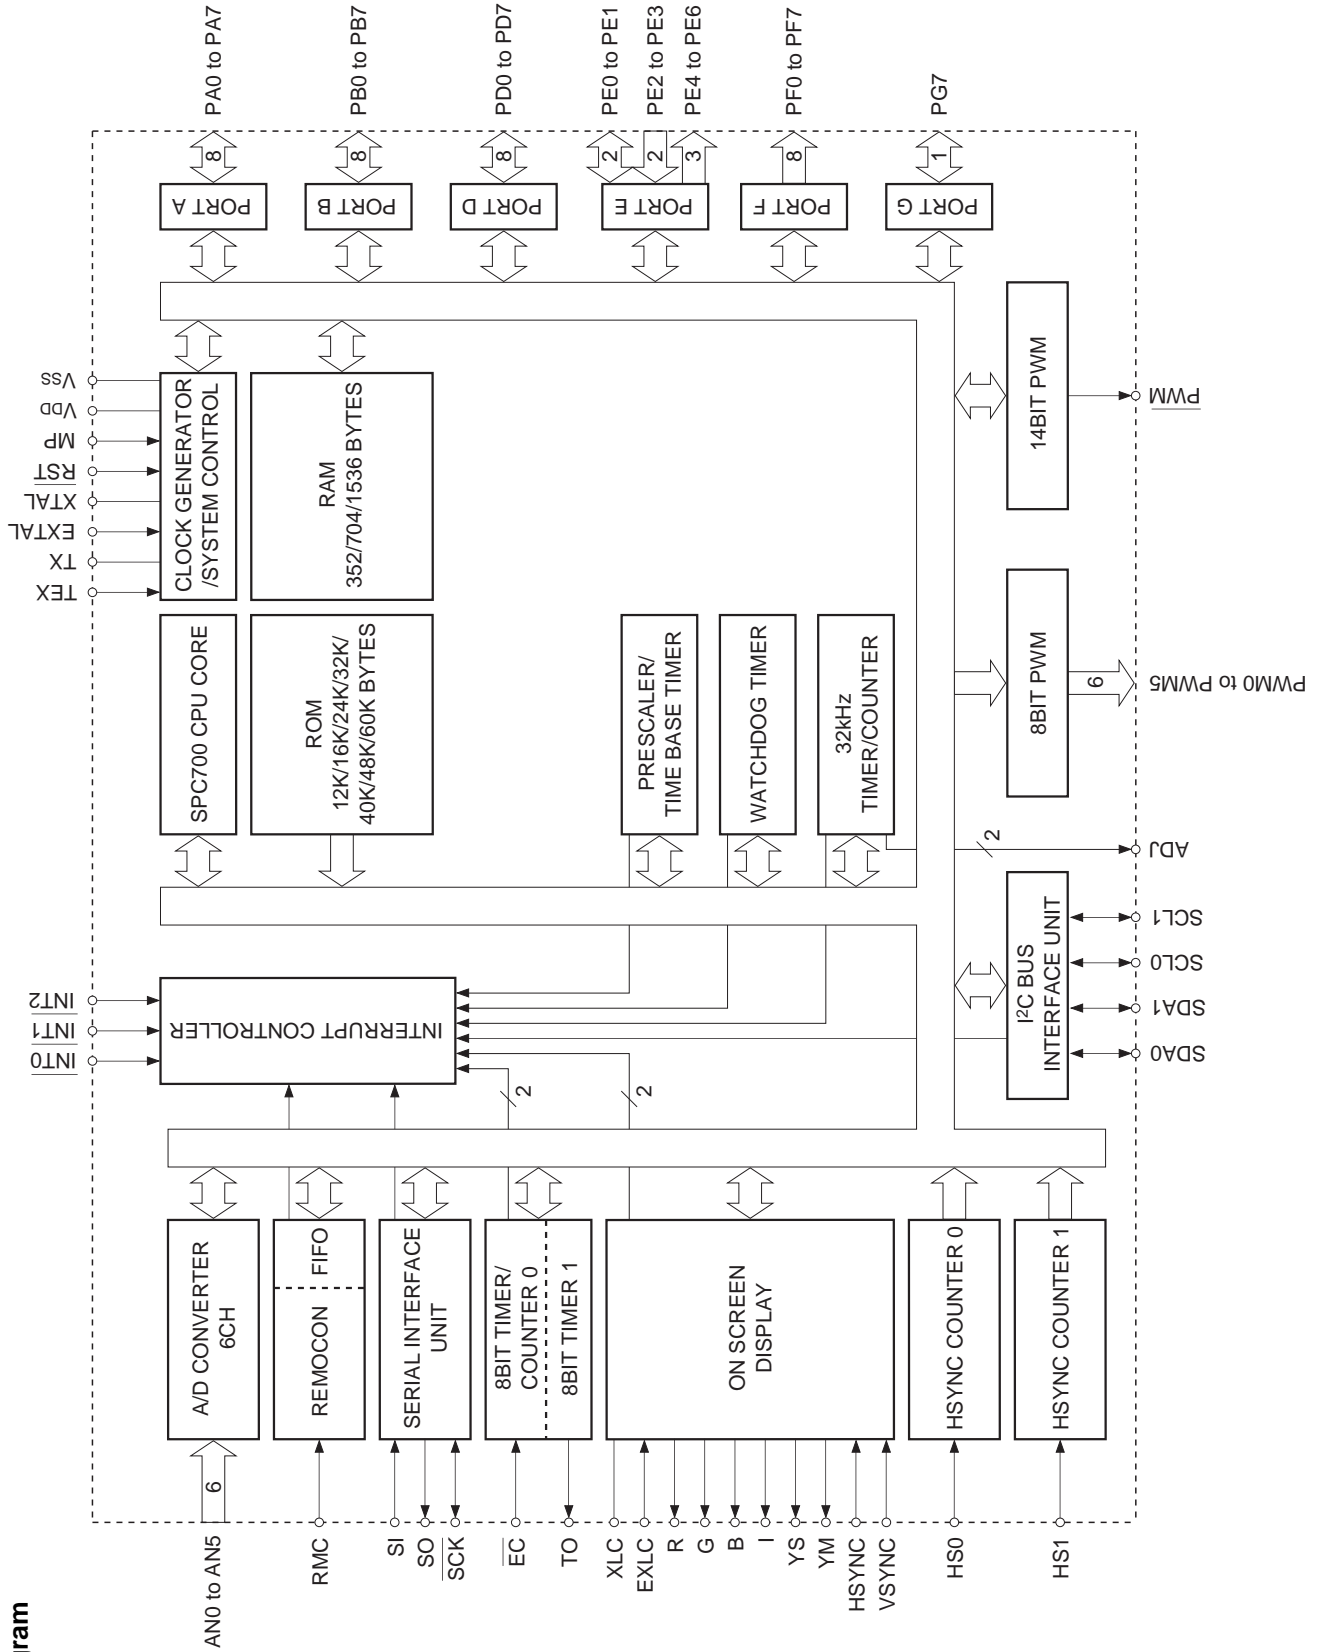 gram
AN0 to AN5
RMC
SI
SO
SCK
EC
TO
XLC
EXLC
R
G
B
I
YS
YM
HSYNC
VSYNC
HS0
HS1
6
A/D CONVERTER
6CH
REMOCON
FIFO
SERIAL INTERFACE
UNIT
8BIT TIMER/
COUNTER 0
8BIT TIMER 1
ON SCREEN
DISPLAY
HSYNC COUNTER 0
HSYNC COUNTER 1
2
2
INT0
INT1
INT2
INTERRUPT CONTROLLER
SPC700 CPU CORE
ROM
12K/16K/24K/32K/
40K/48K/60K BYTES
PRESCALER/
TIME BASE TIMER
WATCHDOG TIMER
32kHz
TIMER/COUNTER
TEX
TX
EXTAL
XTAL
RST
MP
VDD
VSS
CLOCK GENERATOR
/SYSTEM CONTROL
RAM
352/704/1536 BYTES
I²C BUS
INTERFACE UNIT
SDA0
SDA1
SCL0
SCL1
2
ADJ
8BIT PWM
6
PWM0 to PWM5
14BIT PWM
PWM
PORT A
8
PA0 to PA7
PORT B
8
PB0 to PB7
PORT D
8
PD0 to PD7
PORT E
2
PE0 to PE1
2
PE2 to PE3
3
PE4 to PE6
PORT F
8
PF0 to PF7
PORT G
1
PG7